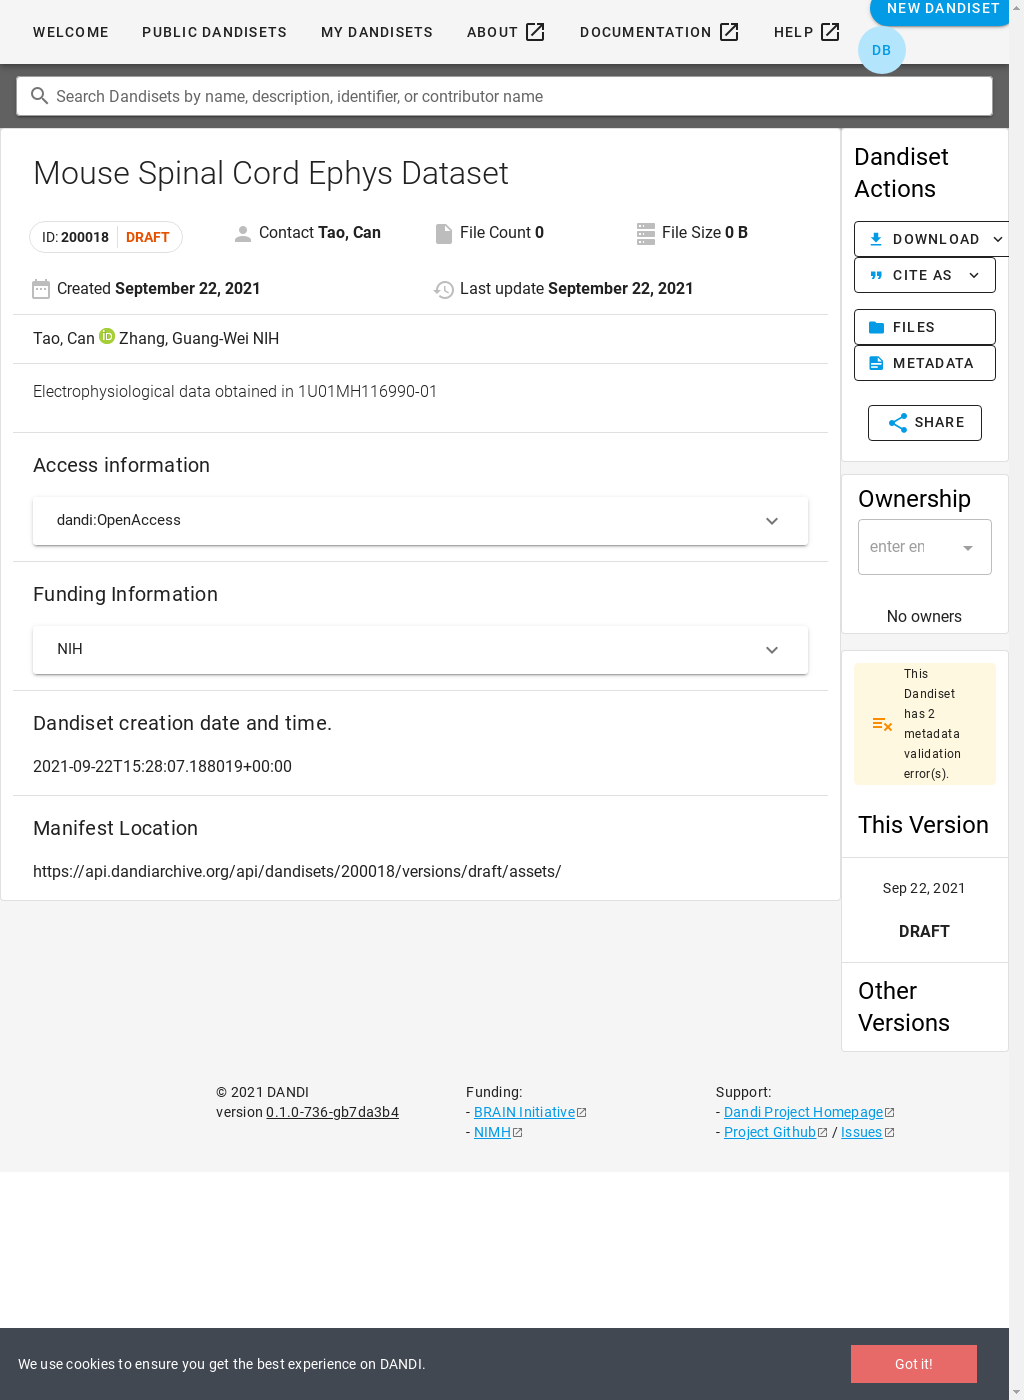 NEW DANDISET
WELCOME PUBLIC DANDISETS MY DANDISETS ABOUT DOCUMENTATION HELP
DB
Search Dandisets by name, description, identifier, or contributor name
Mouse Spinal Cord Ephys Dataset
ID: 200018 DRAFT
Contact Tao, Can
File Count 0
File Size 0 B
Created September 22, 2021
Last update September 22, 2021
Tao, Can iD Zhang, Guang-Wei NIH
Electrophysiological data obtained in 1U01MH116990-01
Access information
dandi:OpenAccess
Funding Information
NIH
Dandiset creation date and time.
2021-09-22T15:28:07.188019+00:00
Manifest Location
https://api.dandiarchive.org/api/dandisets/200018/versions/draft/assets/
Dandiset
Actions
DOWNLOAD
CITE AS
FILES
METADATA
SHARE
Ownership
enter en
No owners
This
Dandiset
has 2
metadata
validation
error(s).
This Version
Sep 22, 2021
DRAFT
Other
Versions
© 2021 DANDI
version 0.1.0-736-gb7da3b4
Funding:
- BRAIN Initiative
- NIMH
Support:
- Dandi Project Homepage
- Project Github / Issues
We use cookies to ensure you get the best experience on DANDI.
Got it!